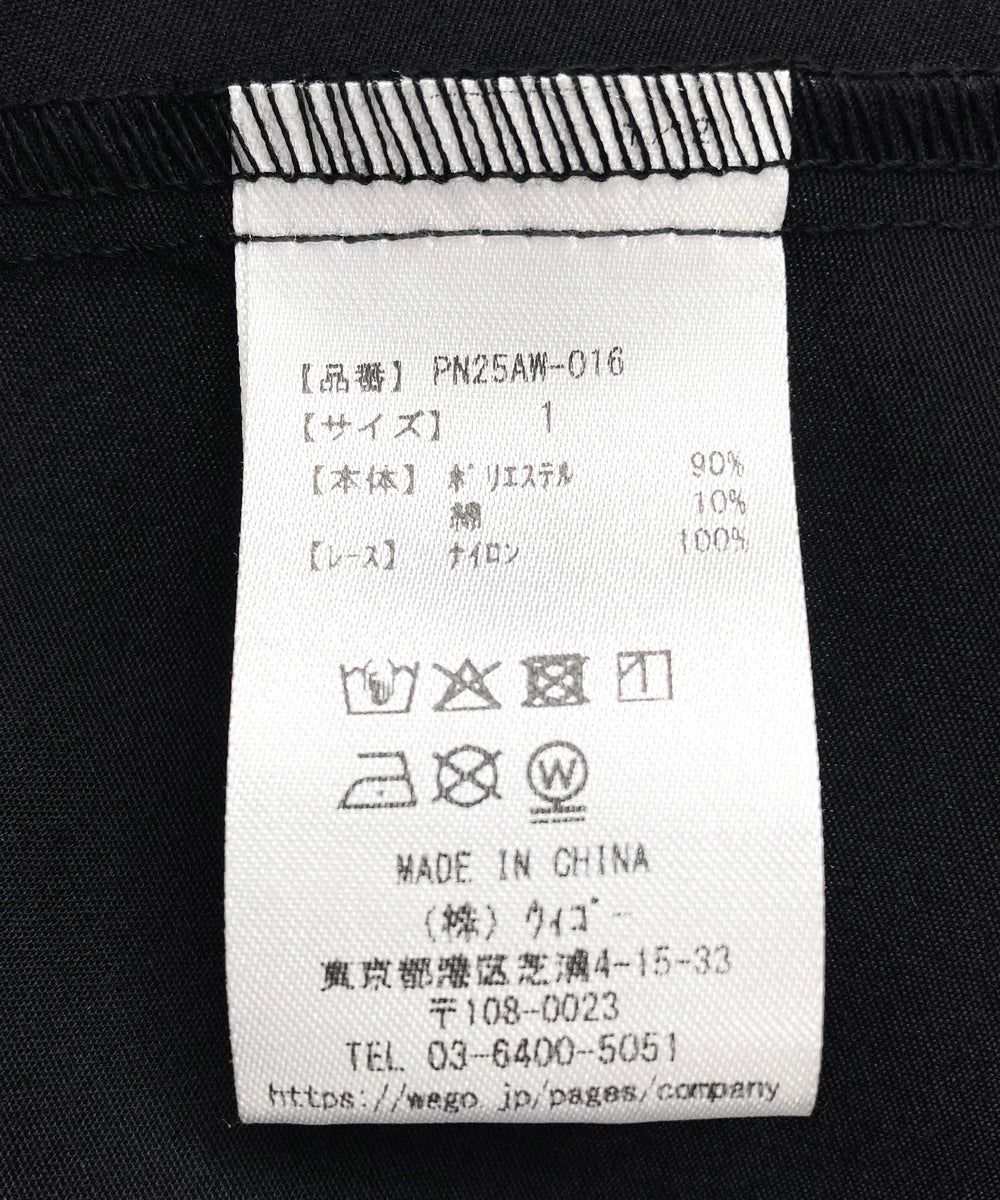 【品番】 PN25AW-016
【サイズ】 1
【本体】 ﾎﾟﾘｴｽﾃﾙ 90%
綿 10%
【ﾚｰｽ】 ﾅｲﾛﾝ 100%
W
MADE IN CHINA
(株) ｳｨｺﾞｰ
東京都港区芝浦4-15-33
〒108-0023
TEL 03-6400-5051
https://wego.jp/pages/company